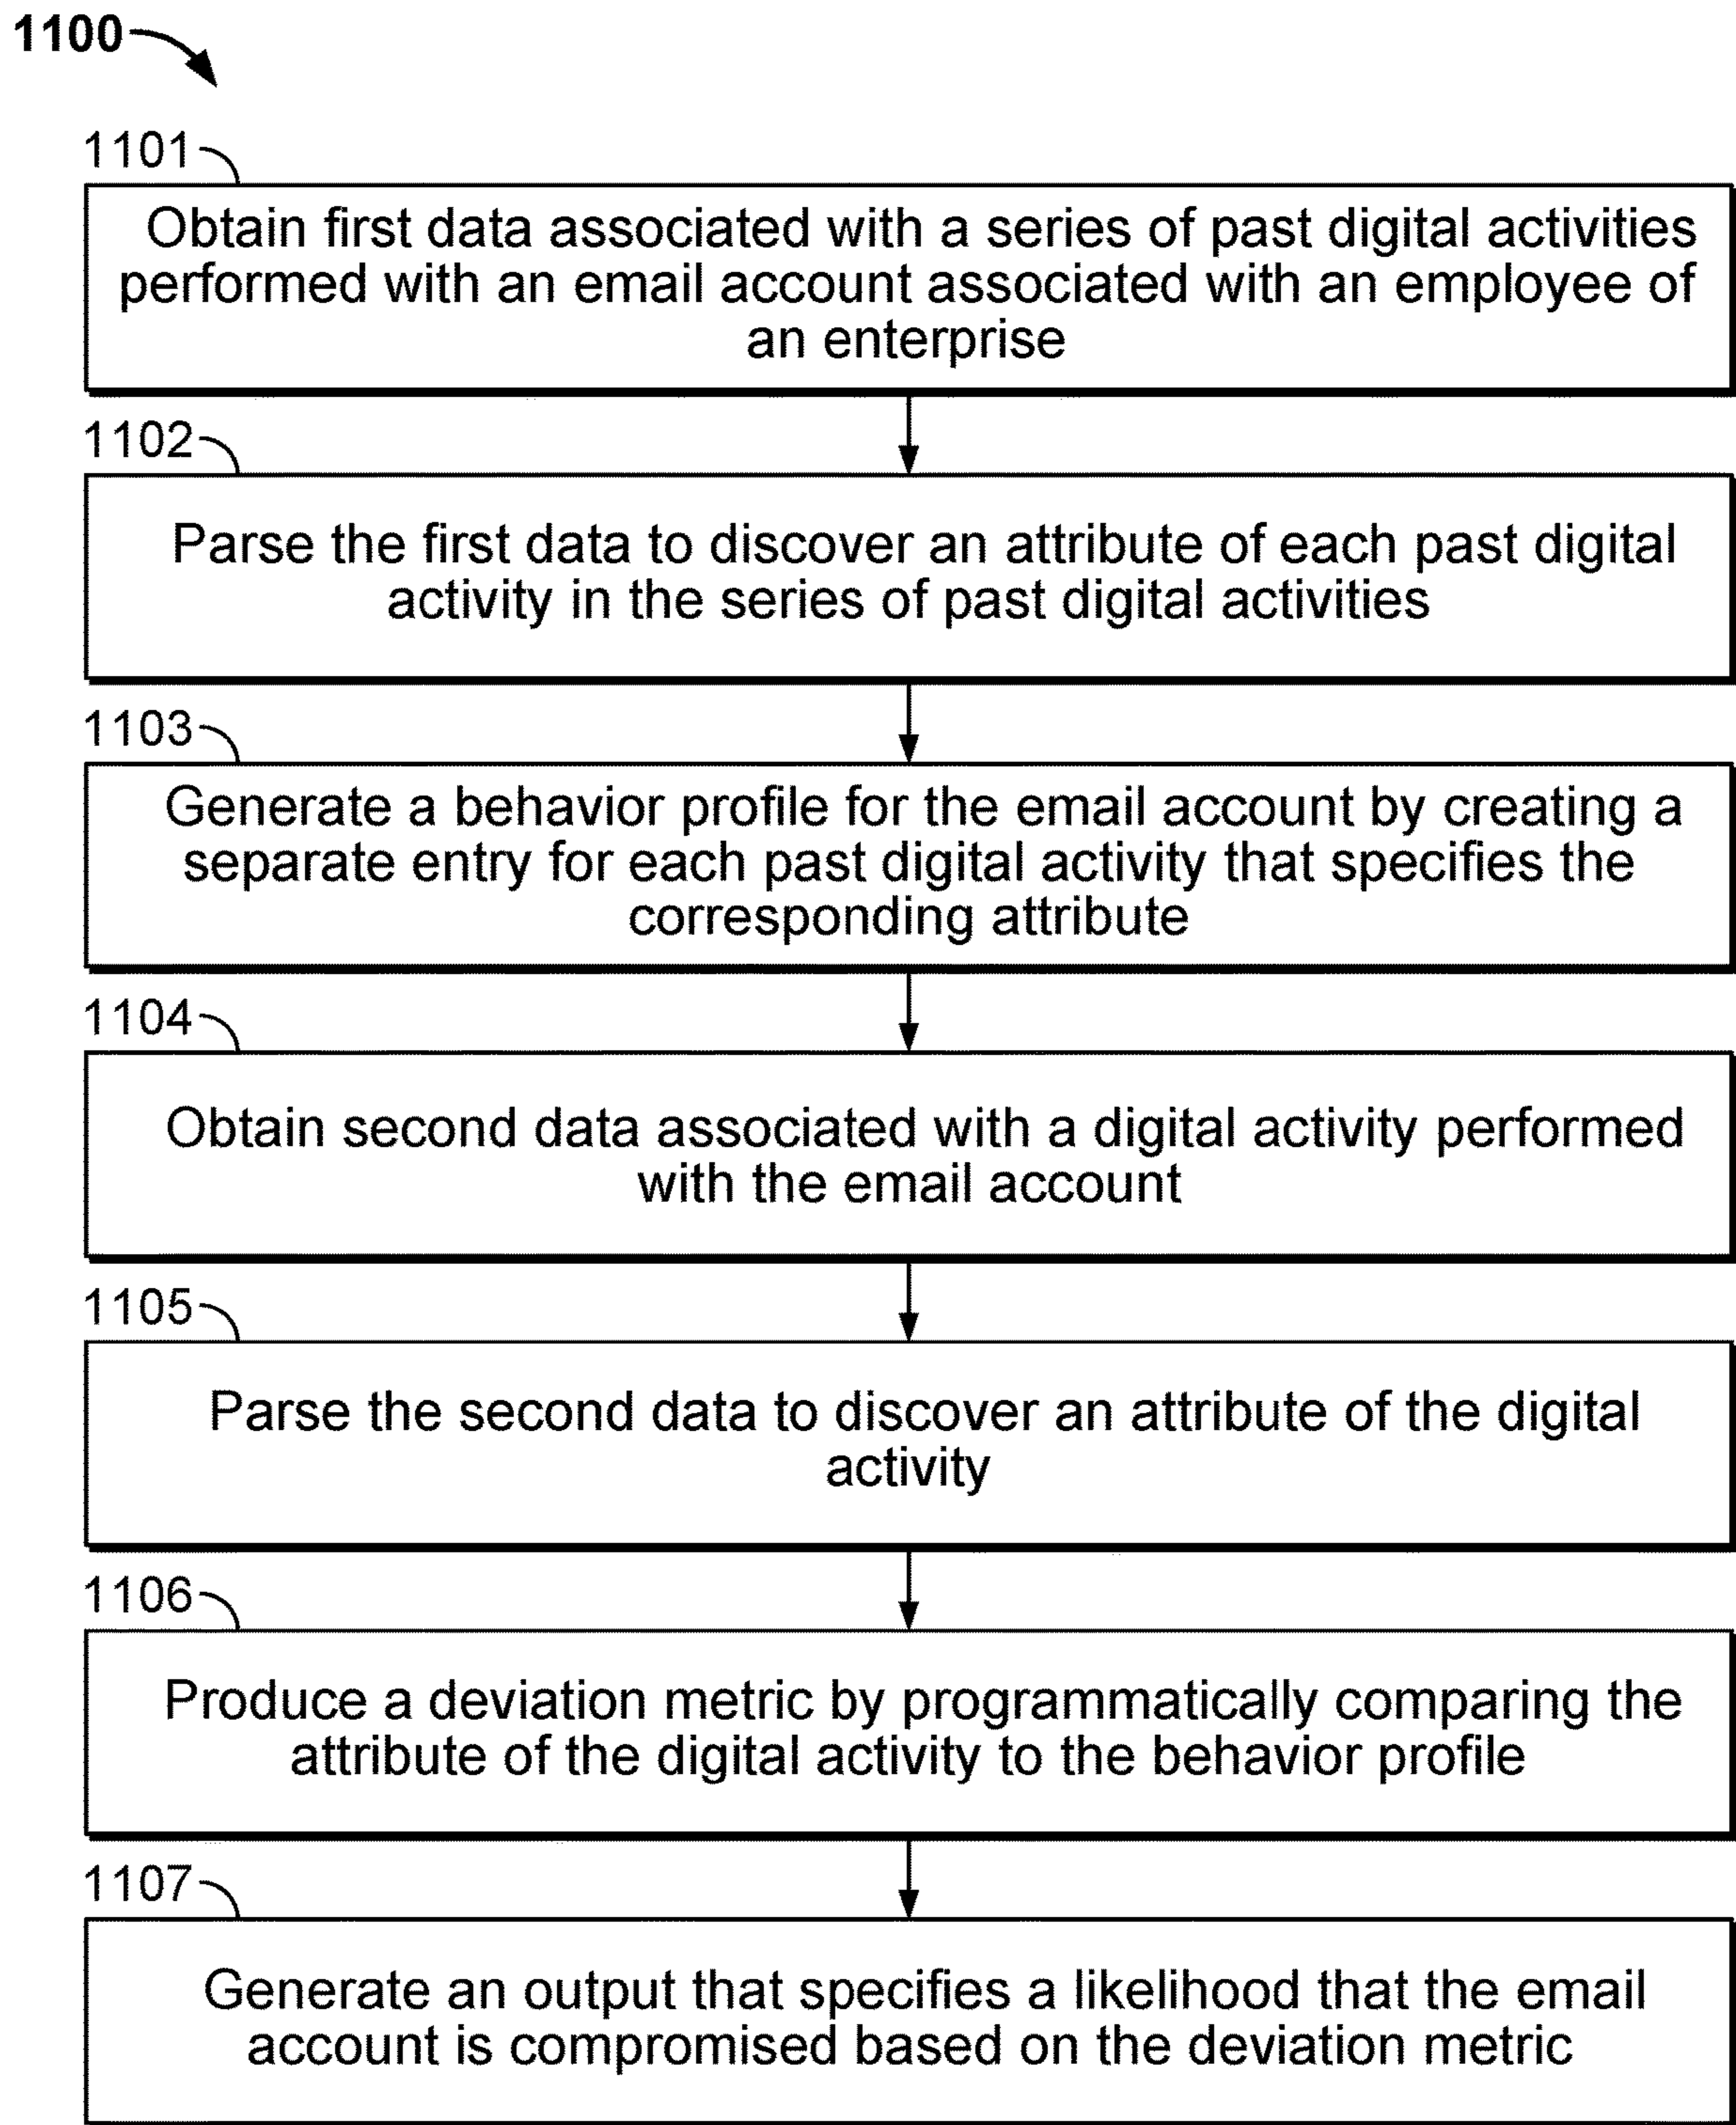 1100
1101
Obtain first data associated with a series of past digital activities
performed with an email account associated with an employee of
an enterprise
1102
Parse the first data to discover an attribute of each past digital
activity in the series of past digital activities
1103
Generate a behavior profile for the email account by creating a
separate entry for each past digital activity that specifies the
corresponding attribute
1104
Obtain second data associated with a digital activity performed
with the email account
1105
Parse the second data to discover an attribute of the digital
activity
1106
Produce a deviation metric by programmatically comparing the
attribute of the digital activity to the behavior profile
1107
Generate an output that specifies a likelihood that the email
account is compromised based on the deviation metric